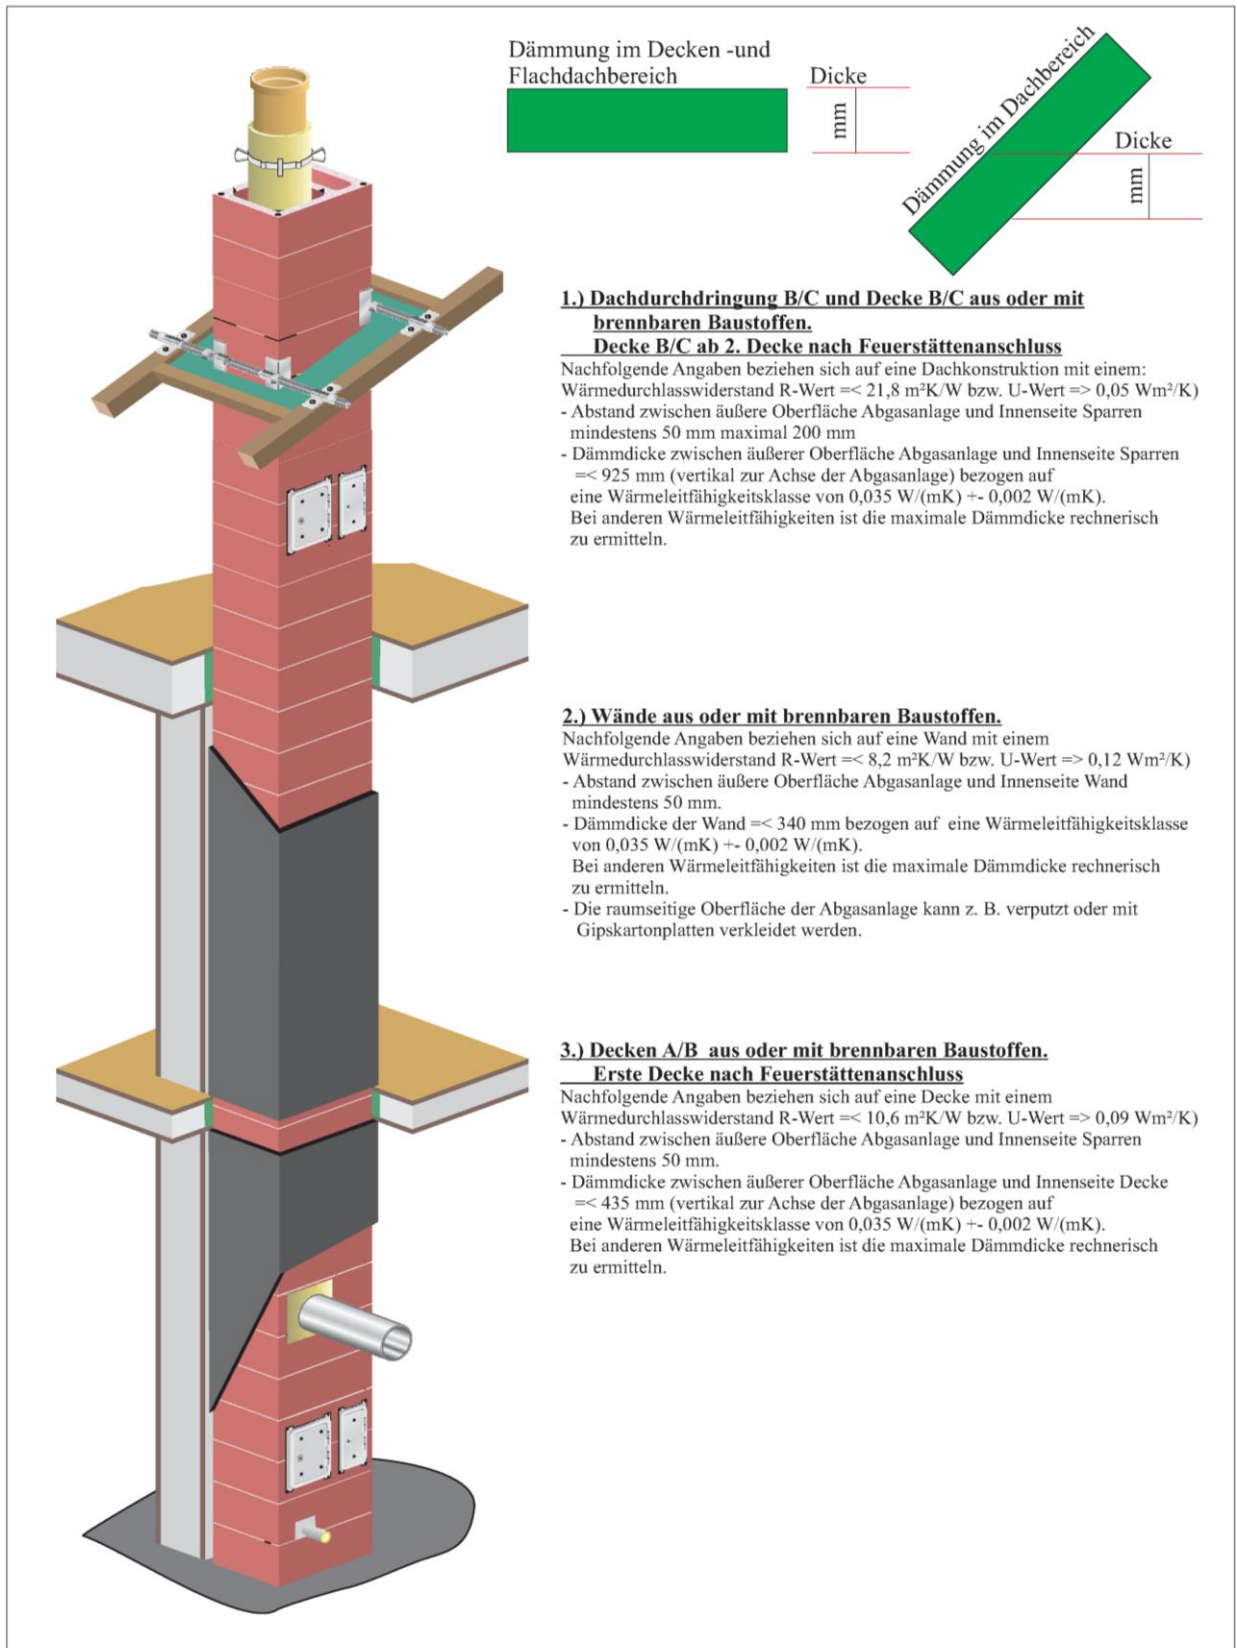 Dämmung im Decken -und
Flachdachbereich
Dicke
mm
Dämmung im Dachbereich
Dicke
mm
1.) Dachdurchdringung B/C und Decke B/C aus oder mit
brennbaren Baustoffen.
Decke B/C ab 2. Decke nach Feuerstättenanschluss
Nachfolgende Angaben beziehen sich auf eine Dachkonstruktion mit einem:
Wärmedurchlasswiderstand R-Wert =< 21,8 m²K/W bzw. U-Wert => 0,05 Wm²/K)
- Abstand zwischen äußere Oberfläche Abgasanlage und Innenseite Sparren
mindestens 50 mm maximal 200 mm
- Dämmdicke zwischen äußerer Oberfläche Abgasanlage und Innenseite Sparren
=< 925 mm (vertikal zur Achse der Abgasanlage) bezogen auf
eine Wärmeleitfähigkeitsklasse von 0,035 W/(mK) +- 0,002 W/(mK).
Bei anderen Wärmeleitfähigkeiten ist die maximale Dämmdicke rechnerisch
zu ermitteln.
2.) Wände aus oder mit brennbaren Baustoffen.
Nachfolgende Angaben beziehen sich auf eine Wand mit einem
Wärmedurchlasswiderstand R-Wert =< 8,2 m²K/W bzw. U-Wert => 0,12 Wm²/K)
- Abstand zwischen äußere Oberfläche Abgasanlage und Innenseite Wand
mindestens 50 mm.
- Dämmdicke der Wand =< 340 mm bezogen auf eine Wärmeleitfähigkeitsklasse
von 0,035 W/(mK) +- 0,002 W/(mK).
Bei anderen Wärmeleitfähigkeiten ist die maximale Dämmdicke rechnerisch
zu ermitteln.
- Die raumseitige Oberfläche der Abgasanlage kann z. B. verputzt oder mit
Gipskartonplatten verkleidet werden.
3.) Decken A/B aus oder mit brennbaren Baustoffen.
Erste Decke nach Feuerstättenanschluss
Nachfolgende Angaben beziehen sich auf eine Decke mit einem
Wärmedurchlasswiderstand R-Wert =< 10,6 m²K/W bzw. U-Wert => 0,09 Wm²/K)
- Abstand zwischen äußere Oberfläche Abgasanlage und Innenseite Sparren
mindestens 50 mm.
- Dämmdicke zwischen äußerer Oberfläche Abgasanlage und Innenseite Decke
=< 435 mm (vertikal zur Achse der Abgasanlage) bezogen auf
eine Wärmeleitfähigkeitsklasse von 0,035 W/(mK) +- 0,002 W/(mK).
Bei anderen Wärmeleitfähigkeiten ist die maximale Dämmdicke rechnerisch
zu ermitteln.